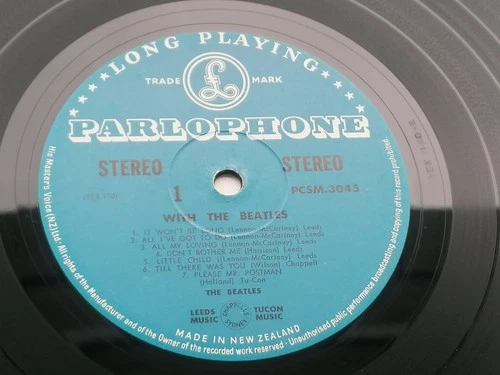 LONG PLAYING
TRADE MARK
£
PARLOPHONE
STEREO STEREO
1 PCSM.3045
WITH THE BEATLES
1. IT WON'T BE LONG (Lennon-McCartney) Leeds
2. ALL I'VE GOT TO DO (Lennon-McCartney) Leeds
3. ALL MY LOVING (Lennon-McCartney) Leeds
4. DON'T BOTHER ME (Harrison) Leeds
5. LITTLE CHILD (Lennon-McCartney) Leeds
6. TILL THERE WAS YOU (Wilson) Chappell
7. PLEASE MR. POSTMAN
(Holland) Tu-Con
THE BEATLES
LEEDS MUSIC
TUCON MUSIC
MADE IN NEW ZEALAND
His Masters Voice (NZ) Ltd. All rights of the Manufacturer and of the Owner of the recorded work reserved. Unauthorised public performance broadcasting and copying of this record prohibited.